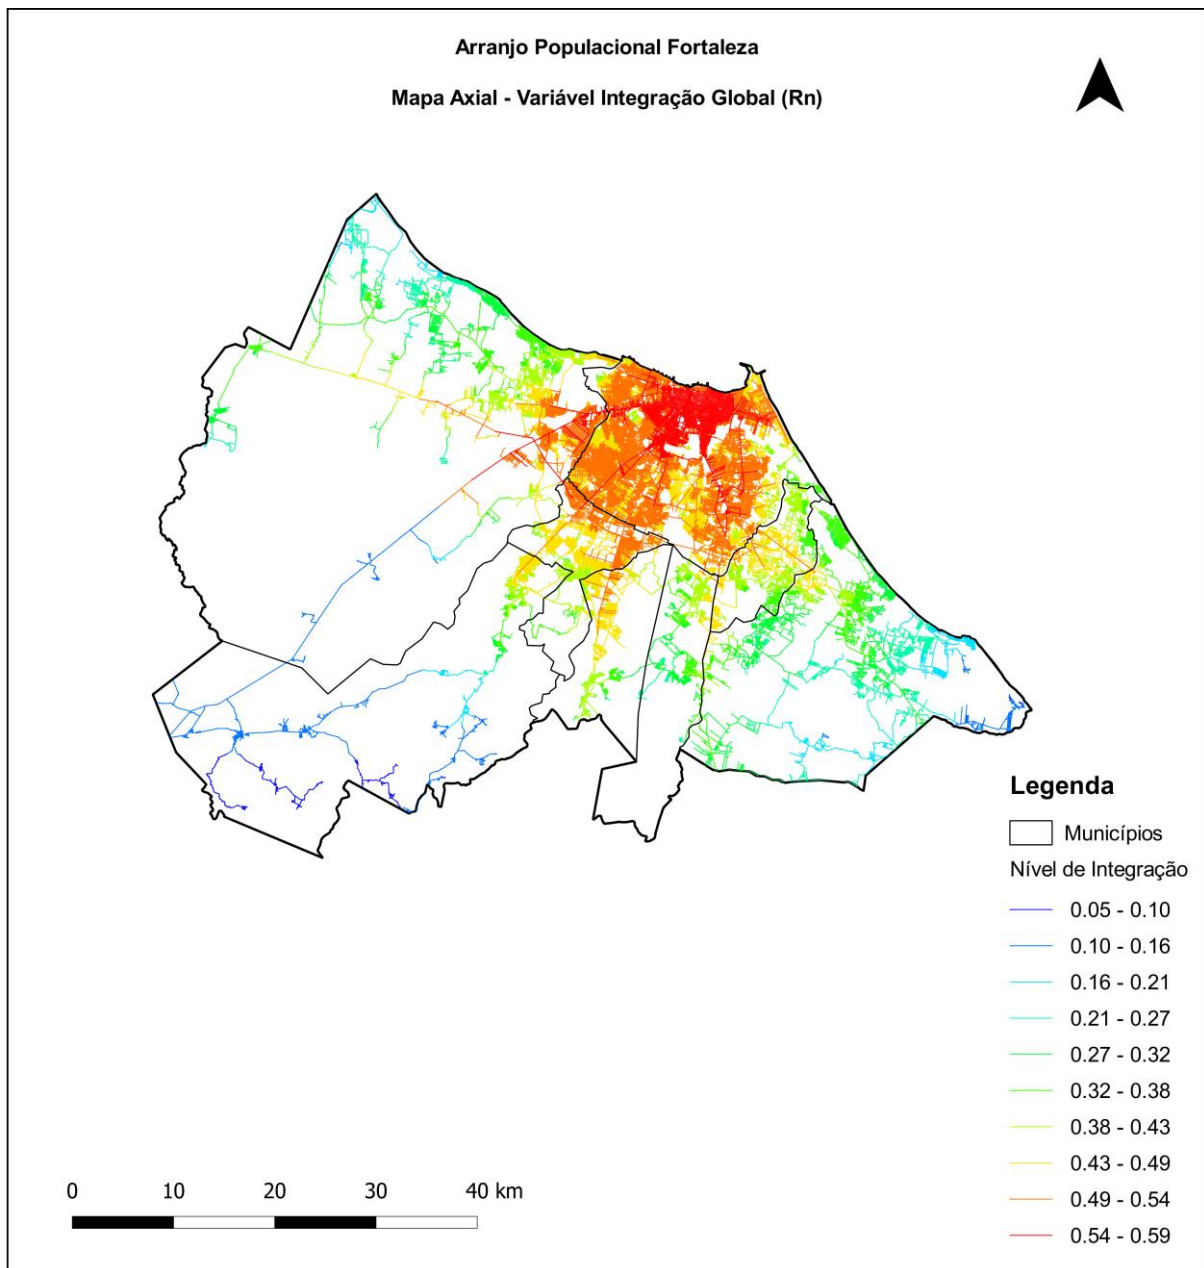 Arranjo Populacional Fortaleza
Mapa Axial - Variável Integração Global (Rn)
Legenda
Municípios
Nível de Integração
0.05 - 0.10
0.10 - 0.16
0.16 - 0.21
0.21 - 0.27
0.27 - 0.32
0.32 - 0.38
0.38 - 0.43
0.43 - 0.49
0.49 - 0.54
0.54 - 0.59
0 10 20 30 40 km